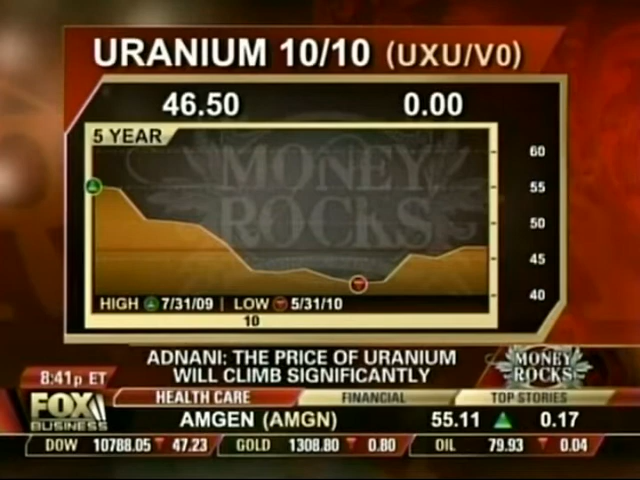 URANIUM 10/10 (UXU/V0)
46.50 0.00
5 YEAR
MONEY
ROCKS
60
55
50
45
40
HIGH 7/31/09 | LOW 5/31/10
10
ADNANI: THE PRICE OF URANIUM
WILL CLIMB SIGNIFICANTLY
MONEY
ROCKS
8:41p ET
HEALTH CARE FINANCIAL TOP STORIES
FOX
BUSINESS
AMGEN (AMGN) 55.11 0.17
DOW 10788.05 47.23 GOLD 1308.80 0.80 OIL 79.93 0.04